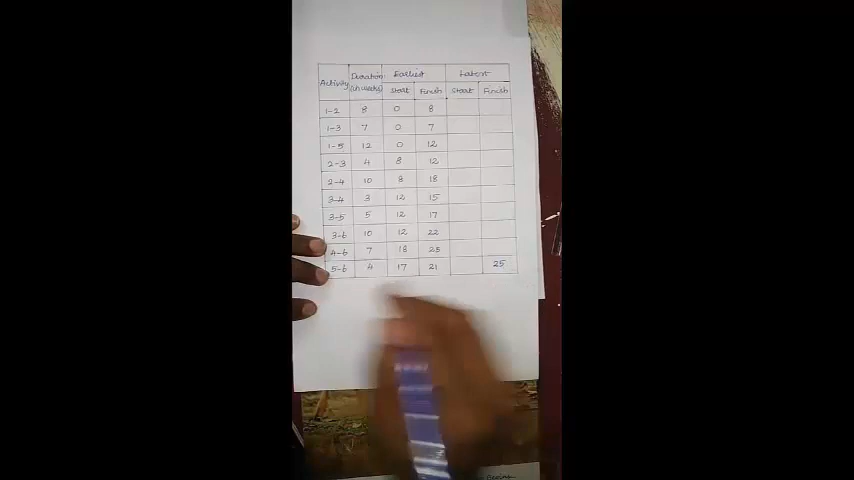 Activity Duration (in weeks) Earliest Latest
Start Finish Start Finish
1-2 8 0 8
1-3 7 0 7
1-5 12 0 12
2-3 4 8 12
2-4 10 8 18
3-4 3 12 15
3-5 5 12 17
3-6 10 12 22
4-6 7 18 25
5-6 4 17 21 25